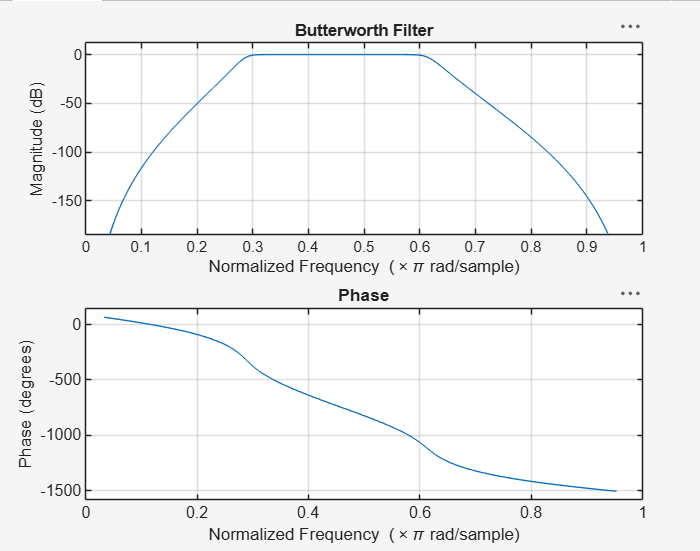 Butterworth Filter
0
-50
-100
-150
Magnitude (dB)
0 0.1 0.2 0.3 0.4 0.5 0.6 0.7 0.8 0.9 1
Normalized Frequency (× π rad/sample)
Phase
0
-500
-1000
-1500
Phase (degrees)
0 0.2 0.4 0.6 0.8 1
Normalized Frequency (× π rad/sample)